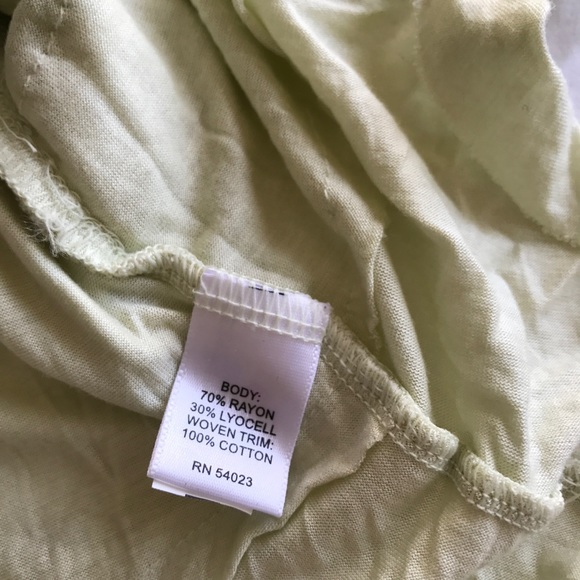 BODY:
70% RAYON
30% LYOCELL
WOVEN TRIM:
100% COTTON
RN 54023